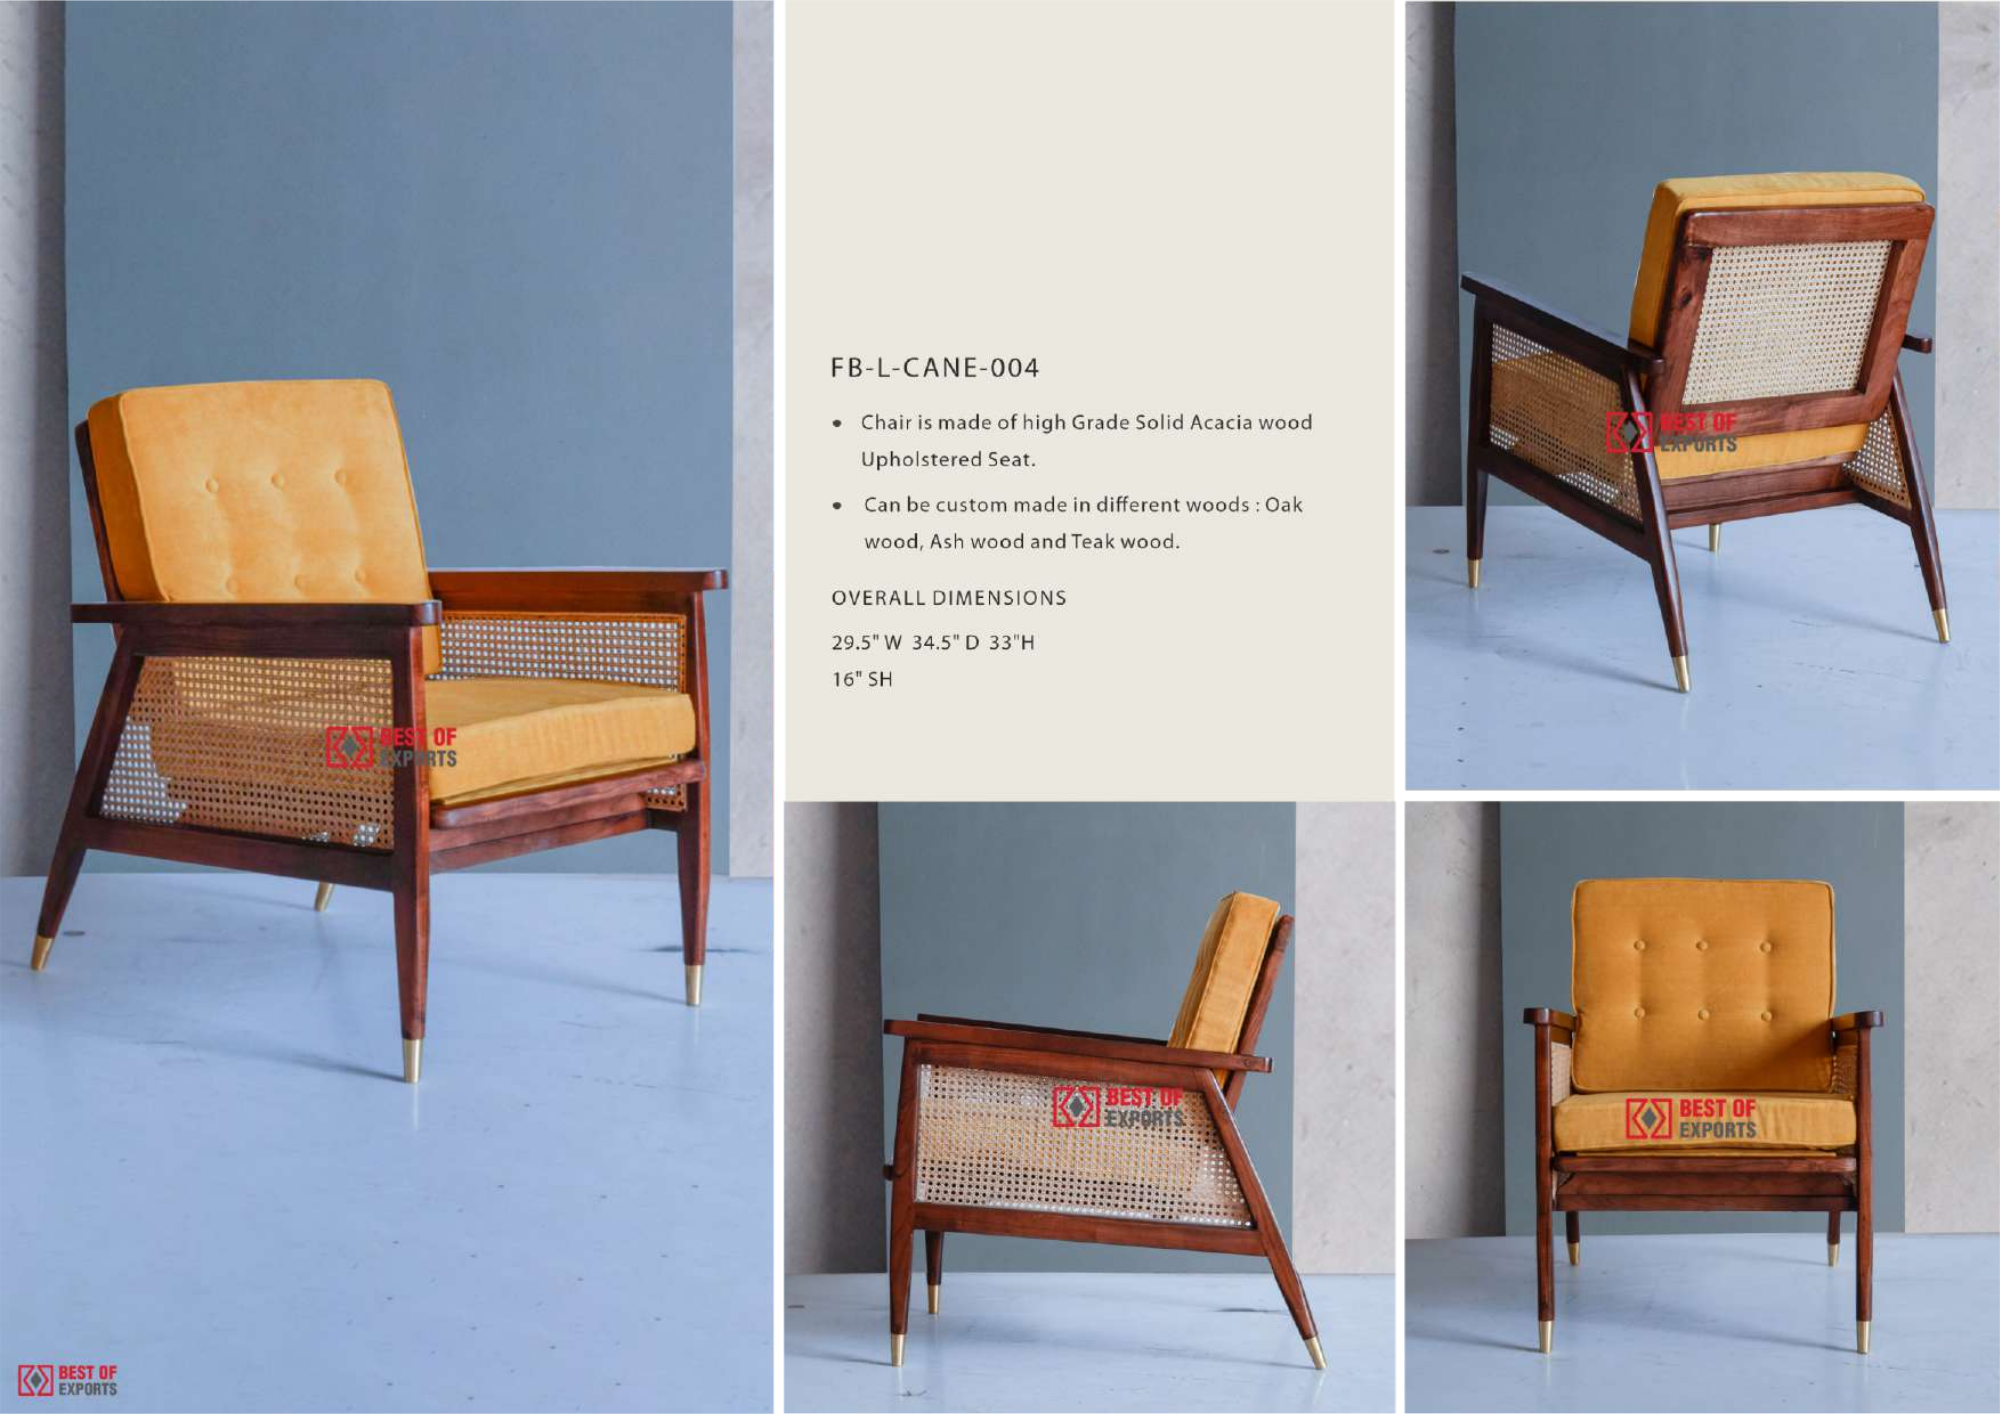 FB-L-CANE-004
• Chair is made of high Grade Solid Acacia wood
Upholstered Seat.
• Can be custom made in different woods : Oak
wood, Ash wood and Teak wood.
OVERALL DIMENSIONS
29.5" W 34.5" D 33"H
16" SH
BEST OF
EXPORTS
BEST OF
EXPORTS
BEST OF
EXPORTS
BEST OF
EXPORTS
BEST OF
EXPORTS